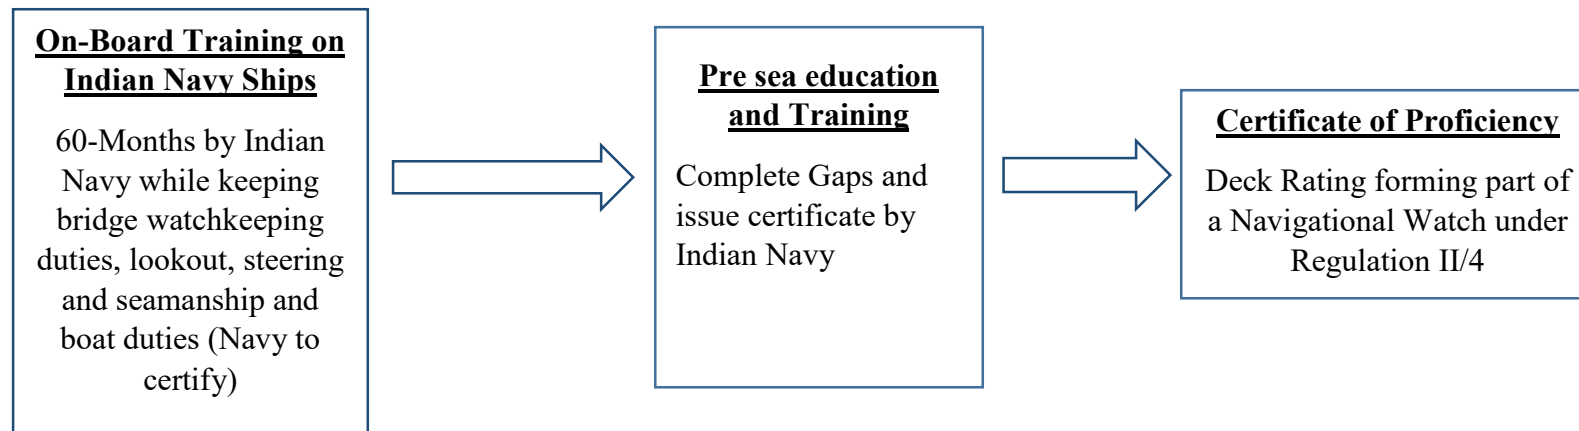 On-Board Training on
Indian Navy Ships
60-Months by Indian
Navy while keeping
bridge watchkeeping
duties, lookout, steering
and seamanship and
boat duties (Navy to
certify)
Pre sea education
and Training
Complete Gaps and
issue certificate by
Indian Navy
Certificate of Proficiency
Deck Rating forming part of
a Navigational Watch under
Regulation II/4